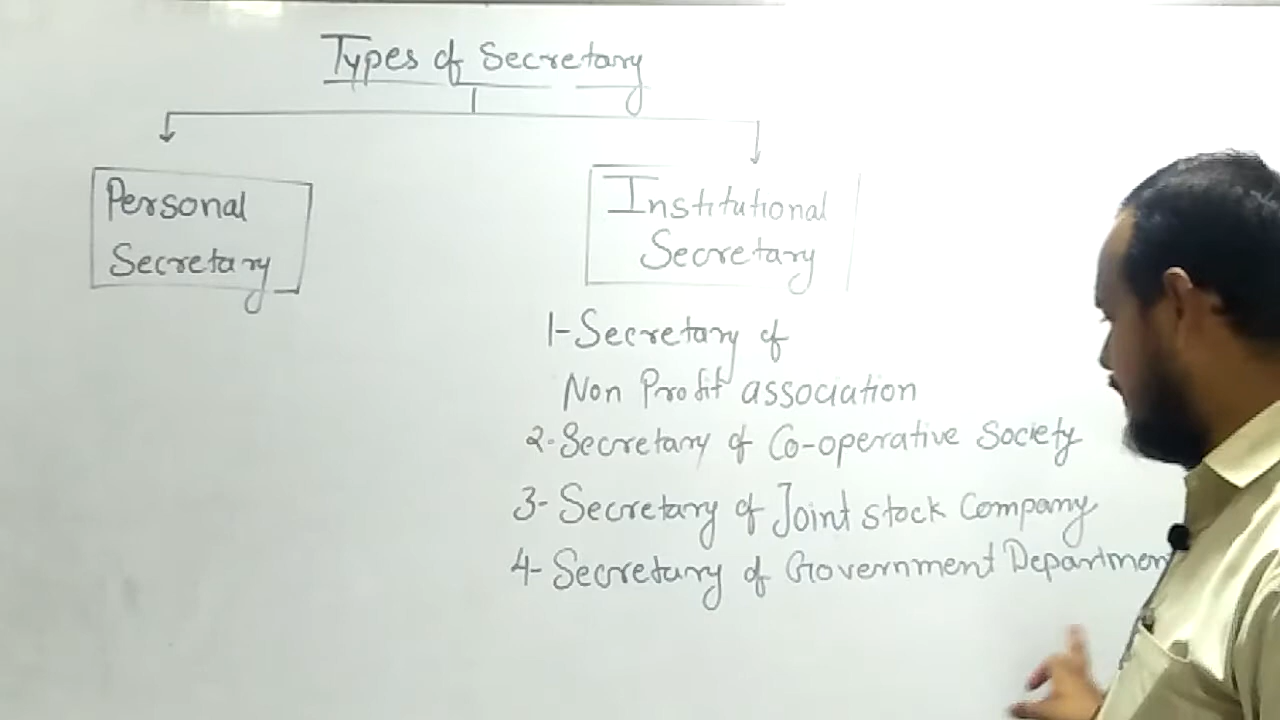 Types of Secretary
Personal
Secretary
Institutional
Secretary
1-Secretary of
Non Profit association
2-Secretary of Co-operative Society
3-Secretary of Joint stock Company
4-Secretary of Government Departmen